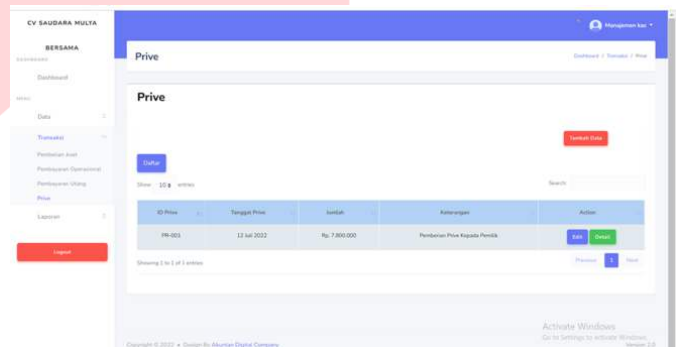 CV SAUDARA MULTA
BERSAMA
DASHBOARD
Dashboard
MENU
Data
Transaksi
Pembelian Aset
Pembayaran Operasional
Pembayaran Utang
Prive
Laporan
Logout
Manajemen kas
Prive
Dashboard / Transaksi / Prive
Prive
Tambah Data
Daftar
Show 10 entries
Search:
ID Prive Tanggal Prive Jumlah Keterangan Action
PR-001 12 Juli 2022 Rp. 7.800.000 Pemberian Prive Kepada Pemilik Edit Detail
Showing 1 to 1 of 1 entries
Previous 1 Next
Activate Windows
Go to Settings to activate Windows.
Copyright © 2022 • Design By Akuntan Digital Company
Version 2.0